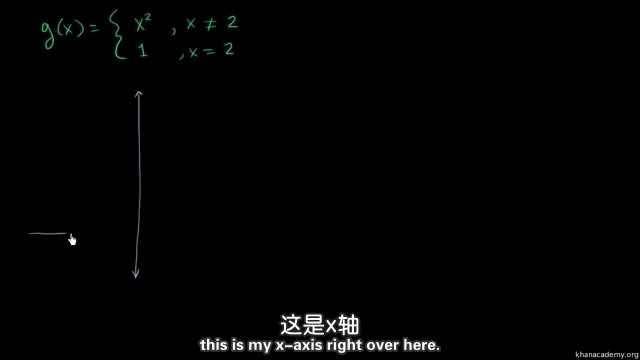 g(x) = { x² , x ≠ 2
1 , x = 2
这是x轴
this is my x-axis right over here.
khanacademy.org